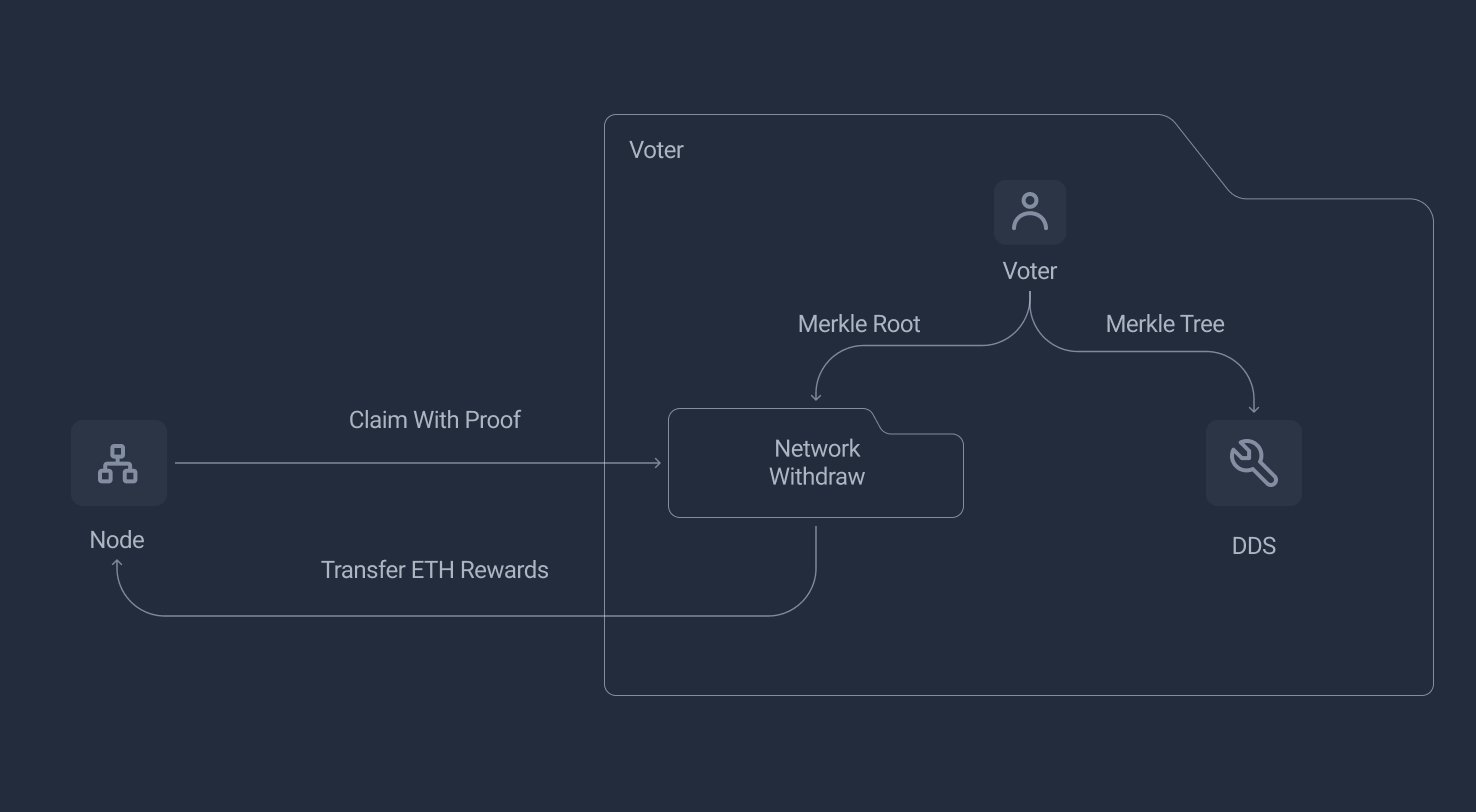 Voter
Voter
Merkle Root
Merkle Tree
Claim With Proof
Network
Withdraw
Node
DDS
Transfer ETH Rewards